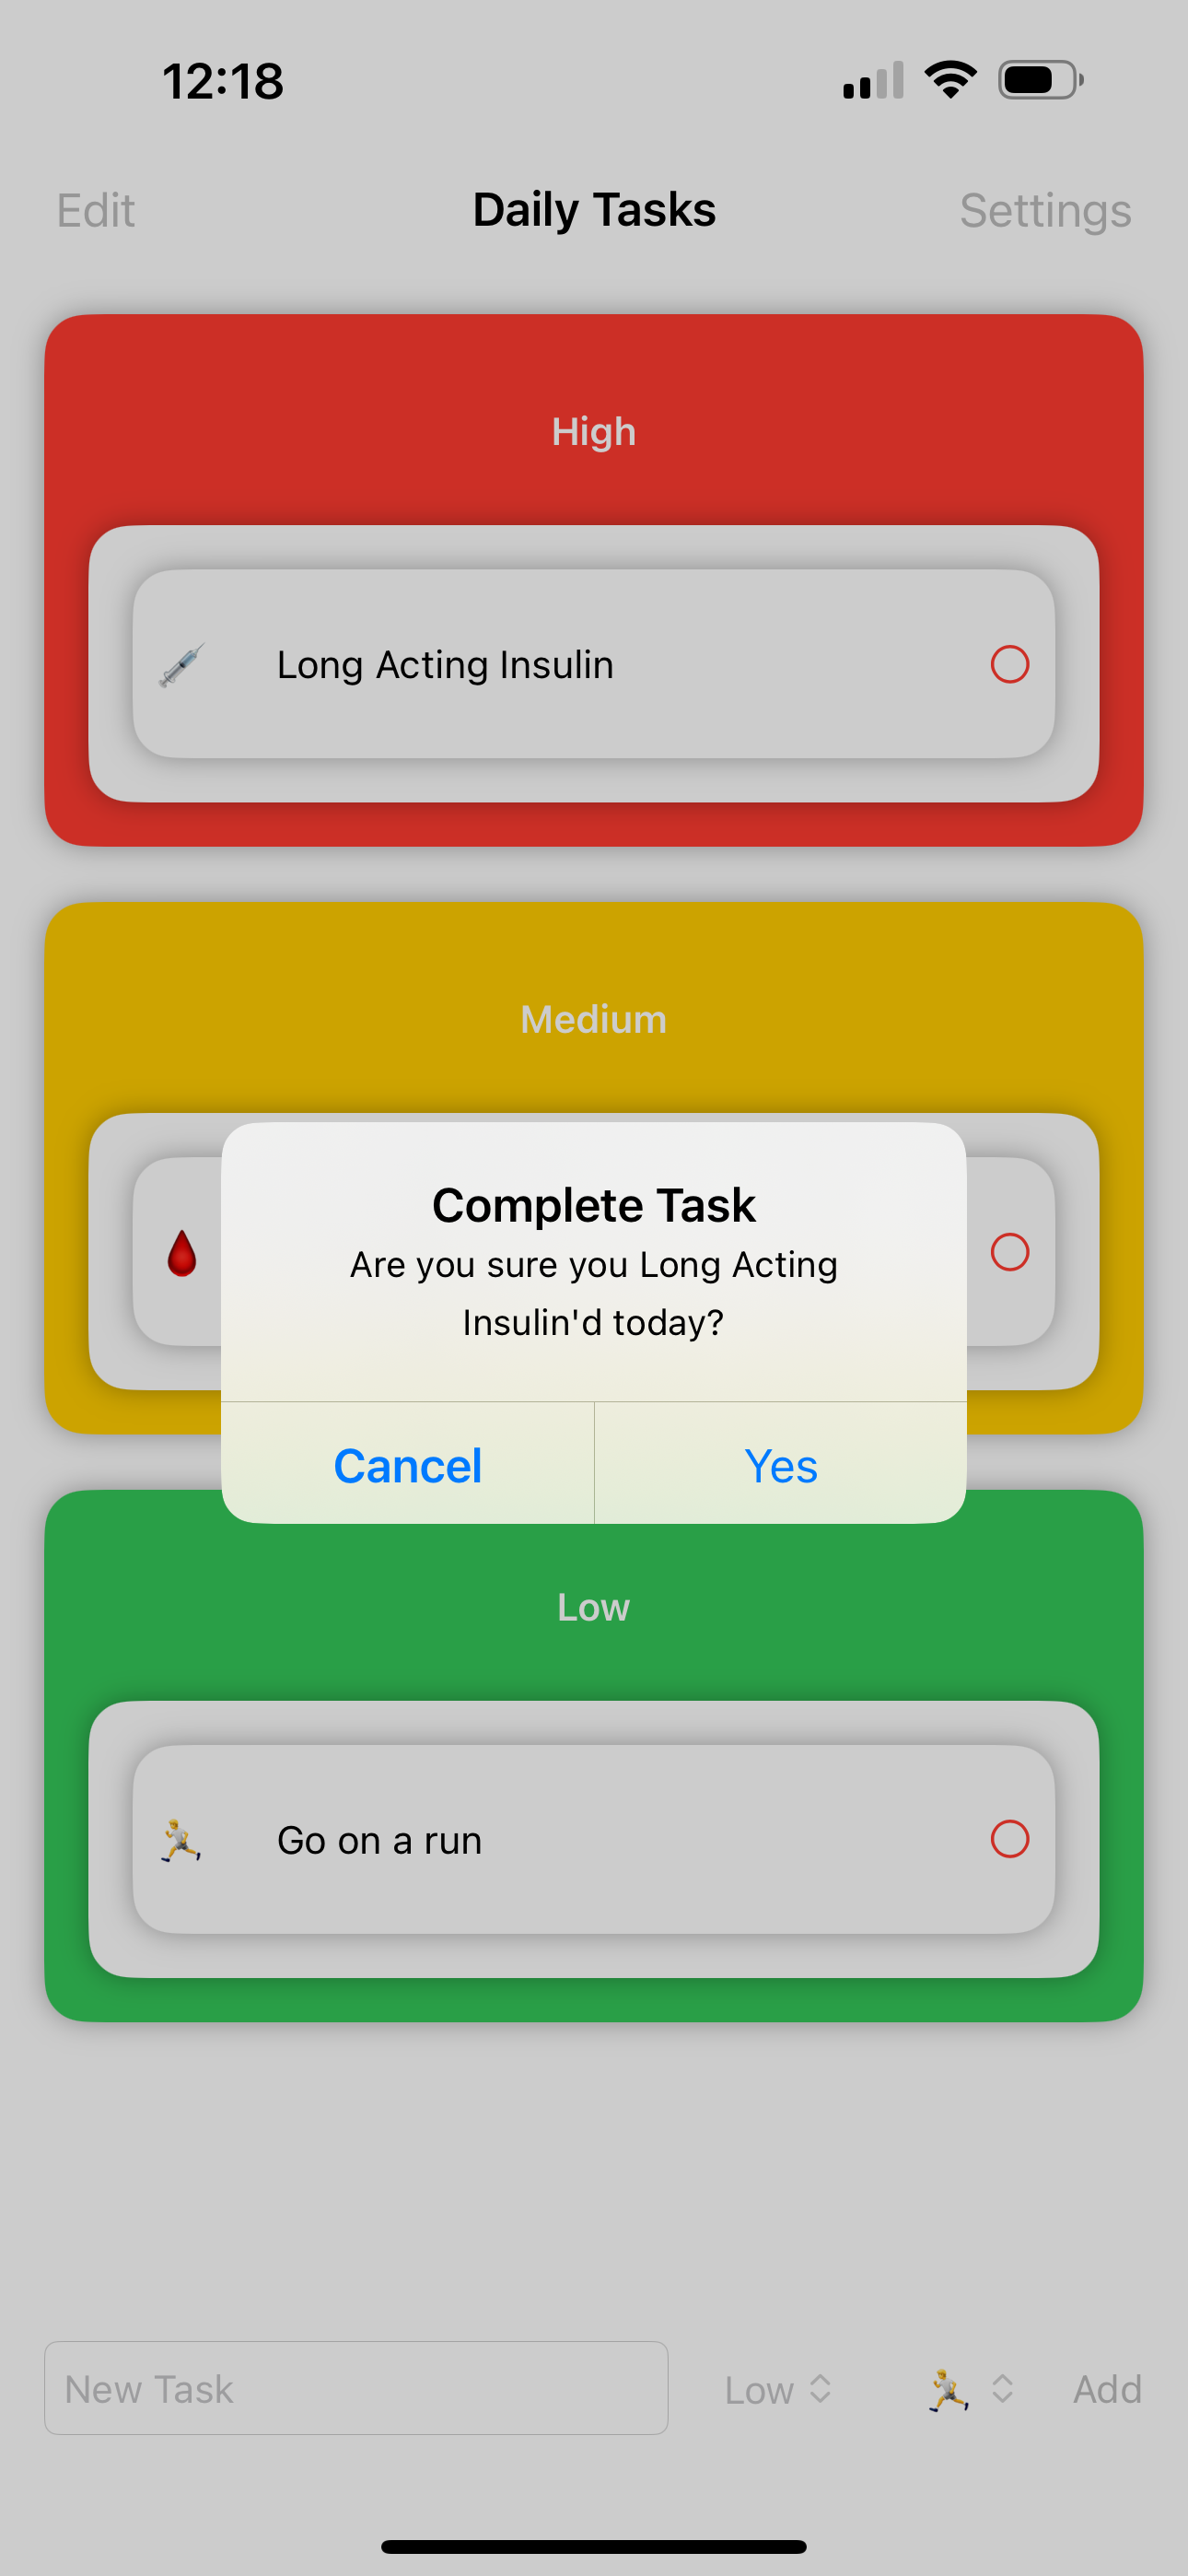 12:18
Edit
Daily Tasks
Settings
High
Long Acting Insulin
Medium
Complete Task
Are you sure you Long Acting
Insulin'd today?
Cancel
Yes
Low
Go on a run
New Task
Low
Add